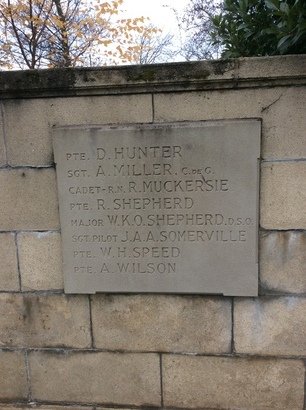 PTE. D. HUNTER
SGT. A. MILLER, C. DE G.
CADET-R.N. R. MUCKERSIE
PTE. R. SHEPHERD
MAJOR W.K.O. SHEPHERD. D.S.O.
SGT. PILOT J.A.A. SOMERVILLE
PTE. W.H. SPEED
PTE. A. WILSON